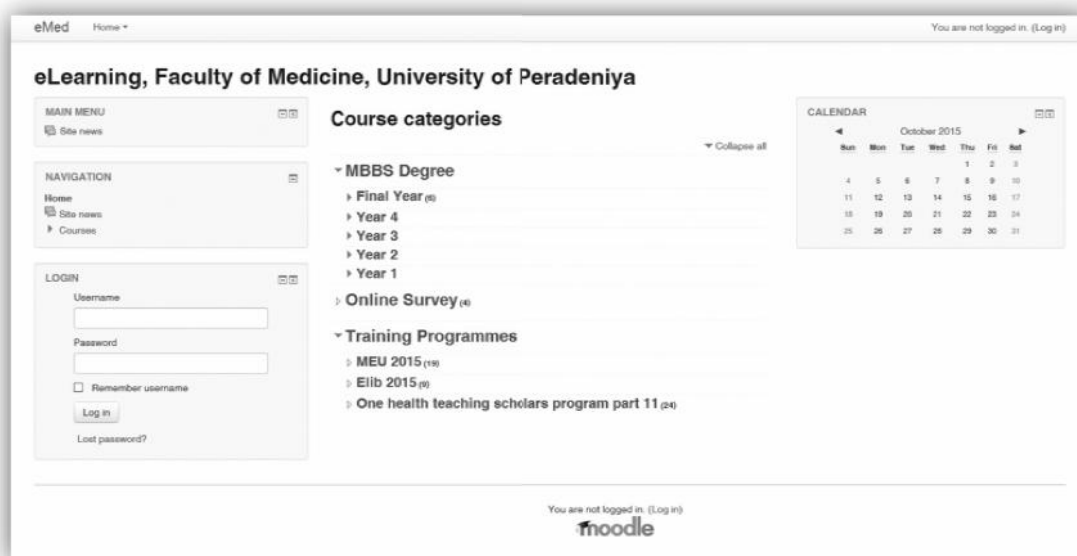 eMed Home
You are not logged in. (Log in)
eLearning, Faculty of Medicine, University of Peradeniya
MAIN MENU
Site news
NAVIGATION
Home
Site news
Courses
LOGIN
Username
Password
Remember username
Log in
Lost password?
Course categories
Collapse all
MBBS Degree
Final Year (6)
Year 4
Year 3
Year 2
Year 1
Online Survey (4)
Training Programmes
MEU 2015 (19)
Elib 2015 (9)
One health teaching scholars program part 11 (24)
CALENDAR
October 2015
Sun Mon Tue Wed Thu Fri Sat
1 2 3
4 5 6 7 8 9 10
11 12 13 14 15 16 17
18 19 20 21 22 23 24
25 26 27 28 29 30 31
You are not logged in. (Log in)
moodle